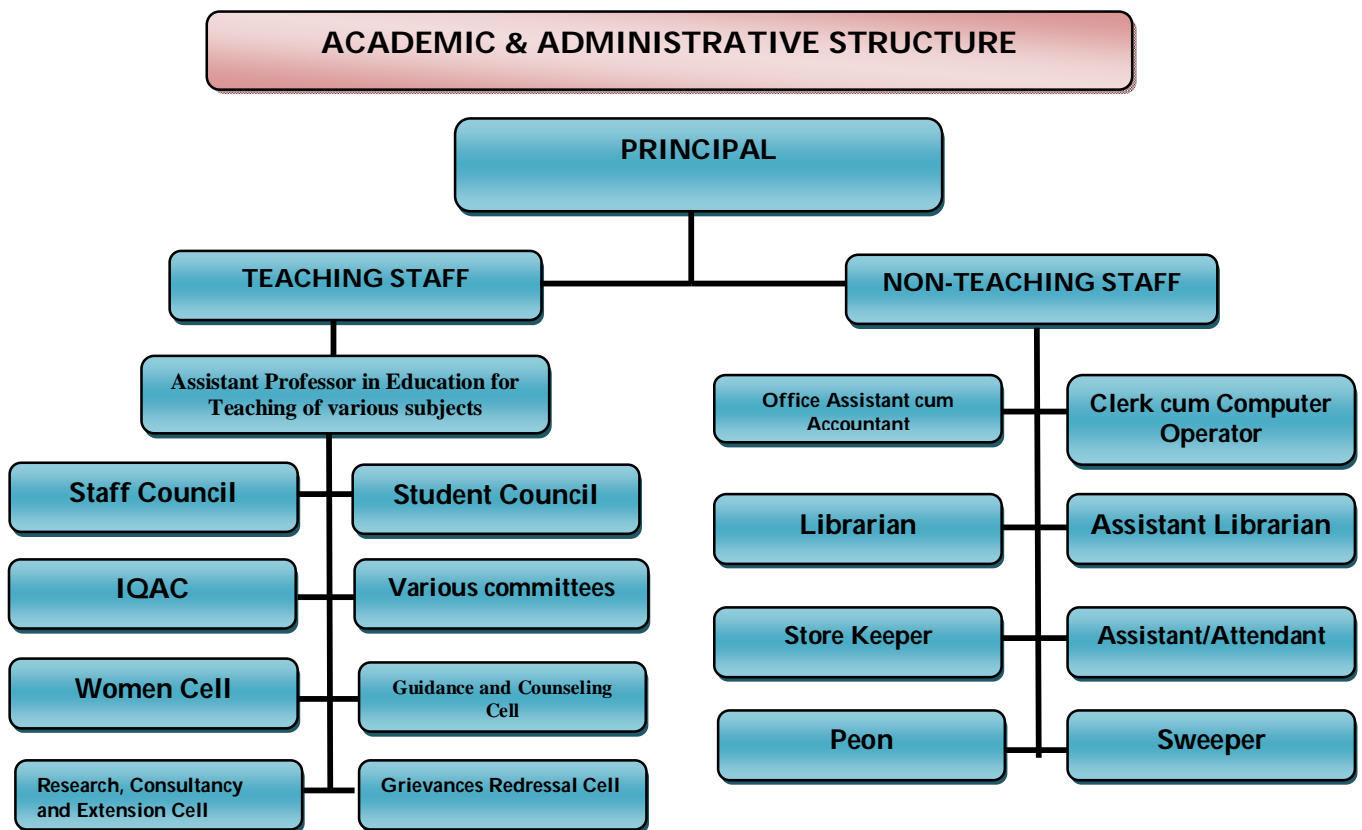 ACADEMIC & ADMINISTRATIVE STRUCTURE
PRINCIPAL
TEACHING STAFF
NON-TEACHING STAFF
Assistant Professor in Education for
Teaching of various subjects
Staff Council
Student Council
IQAC
Various committees
Women Cell
Guidance and Counseling
Cell
Research, Consultancy
and Extension Cell
Grievances Redressal Cell
Office Assistant cum
Accountant
Clerk cum Computer
Operator
Librarian
Assistant Librarian
Store Keeper
Assistant/Attendant
Peon
Sweeper